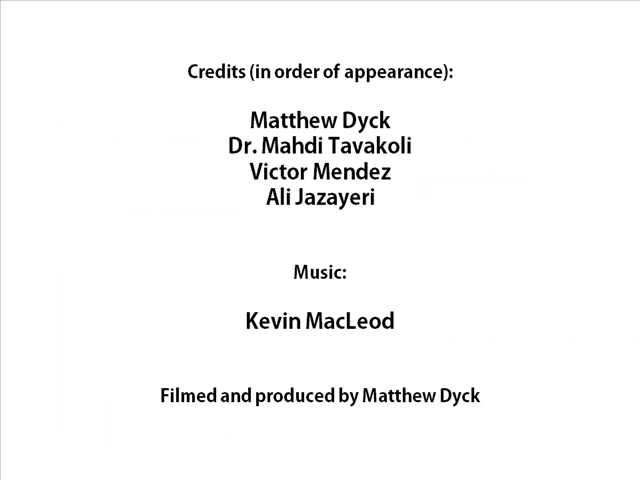 Credits (in order of appearance):
Matthew Dyck
Dr. Mahdi Tavakoli
Victor Mendez
Ali Jazayeri
Music:
Kevin MacLeod
Filmed and produced by Matthew Dyck